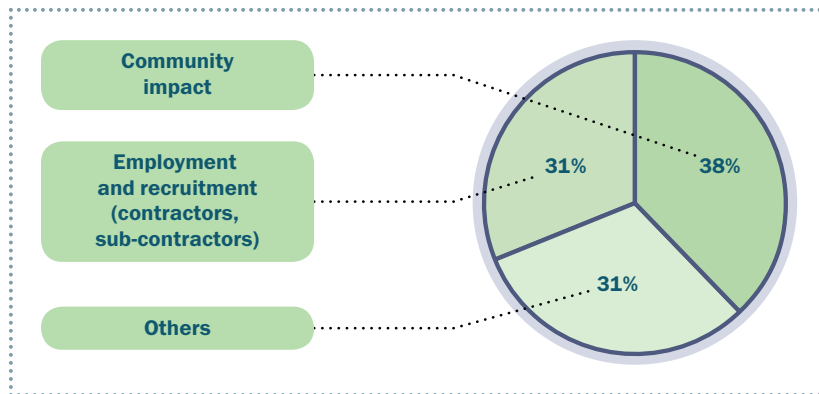 Community
impact
Employment
and recruitment
(contractors,
sub-contractors)
Others
38%
31%
31%